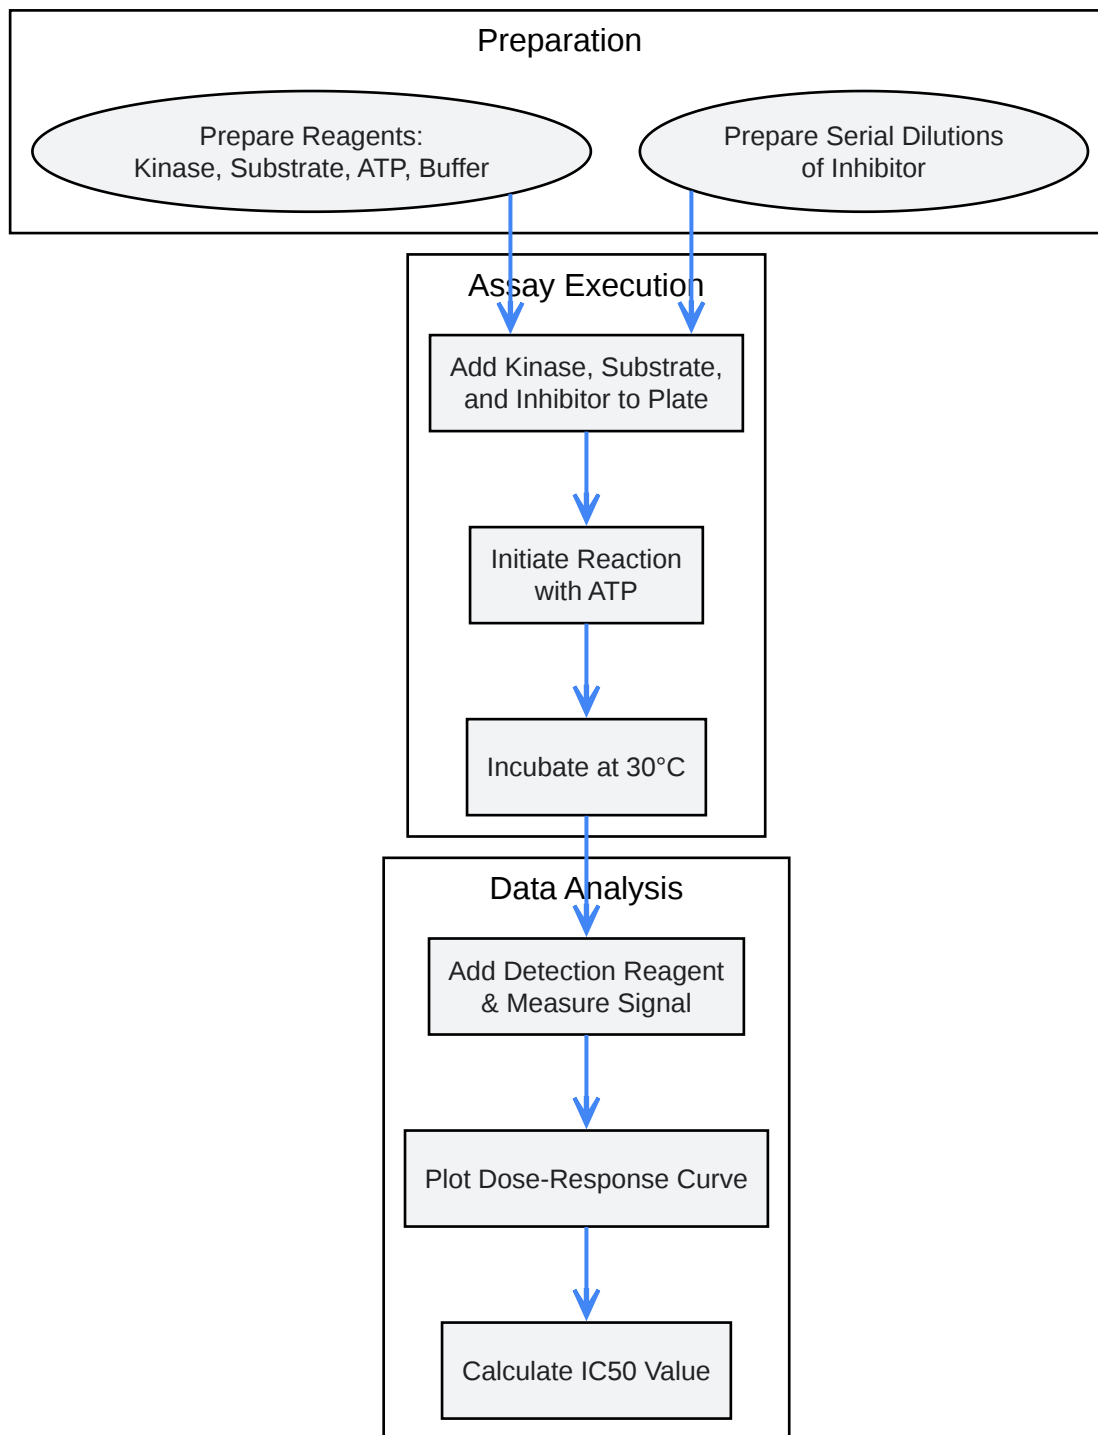 Preparation
Prepare Reagents:
Kinase, Substrate, ATP, Buffer
Prepare Serial Dilutions
of Inhibitor
Assay Execution
Add Kinase, Substrate,
and Inhibitor to Plate
Initiate Reaction
with ATP
Incubate at 30°C
Data Analysis
Add Detection Reagent
& Measure Signal
Plot Dose-Response Curve
Calculate IC50 Value